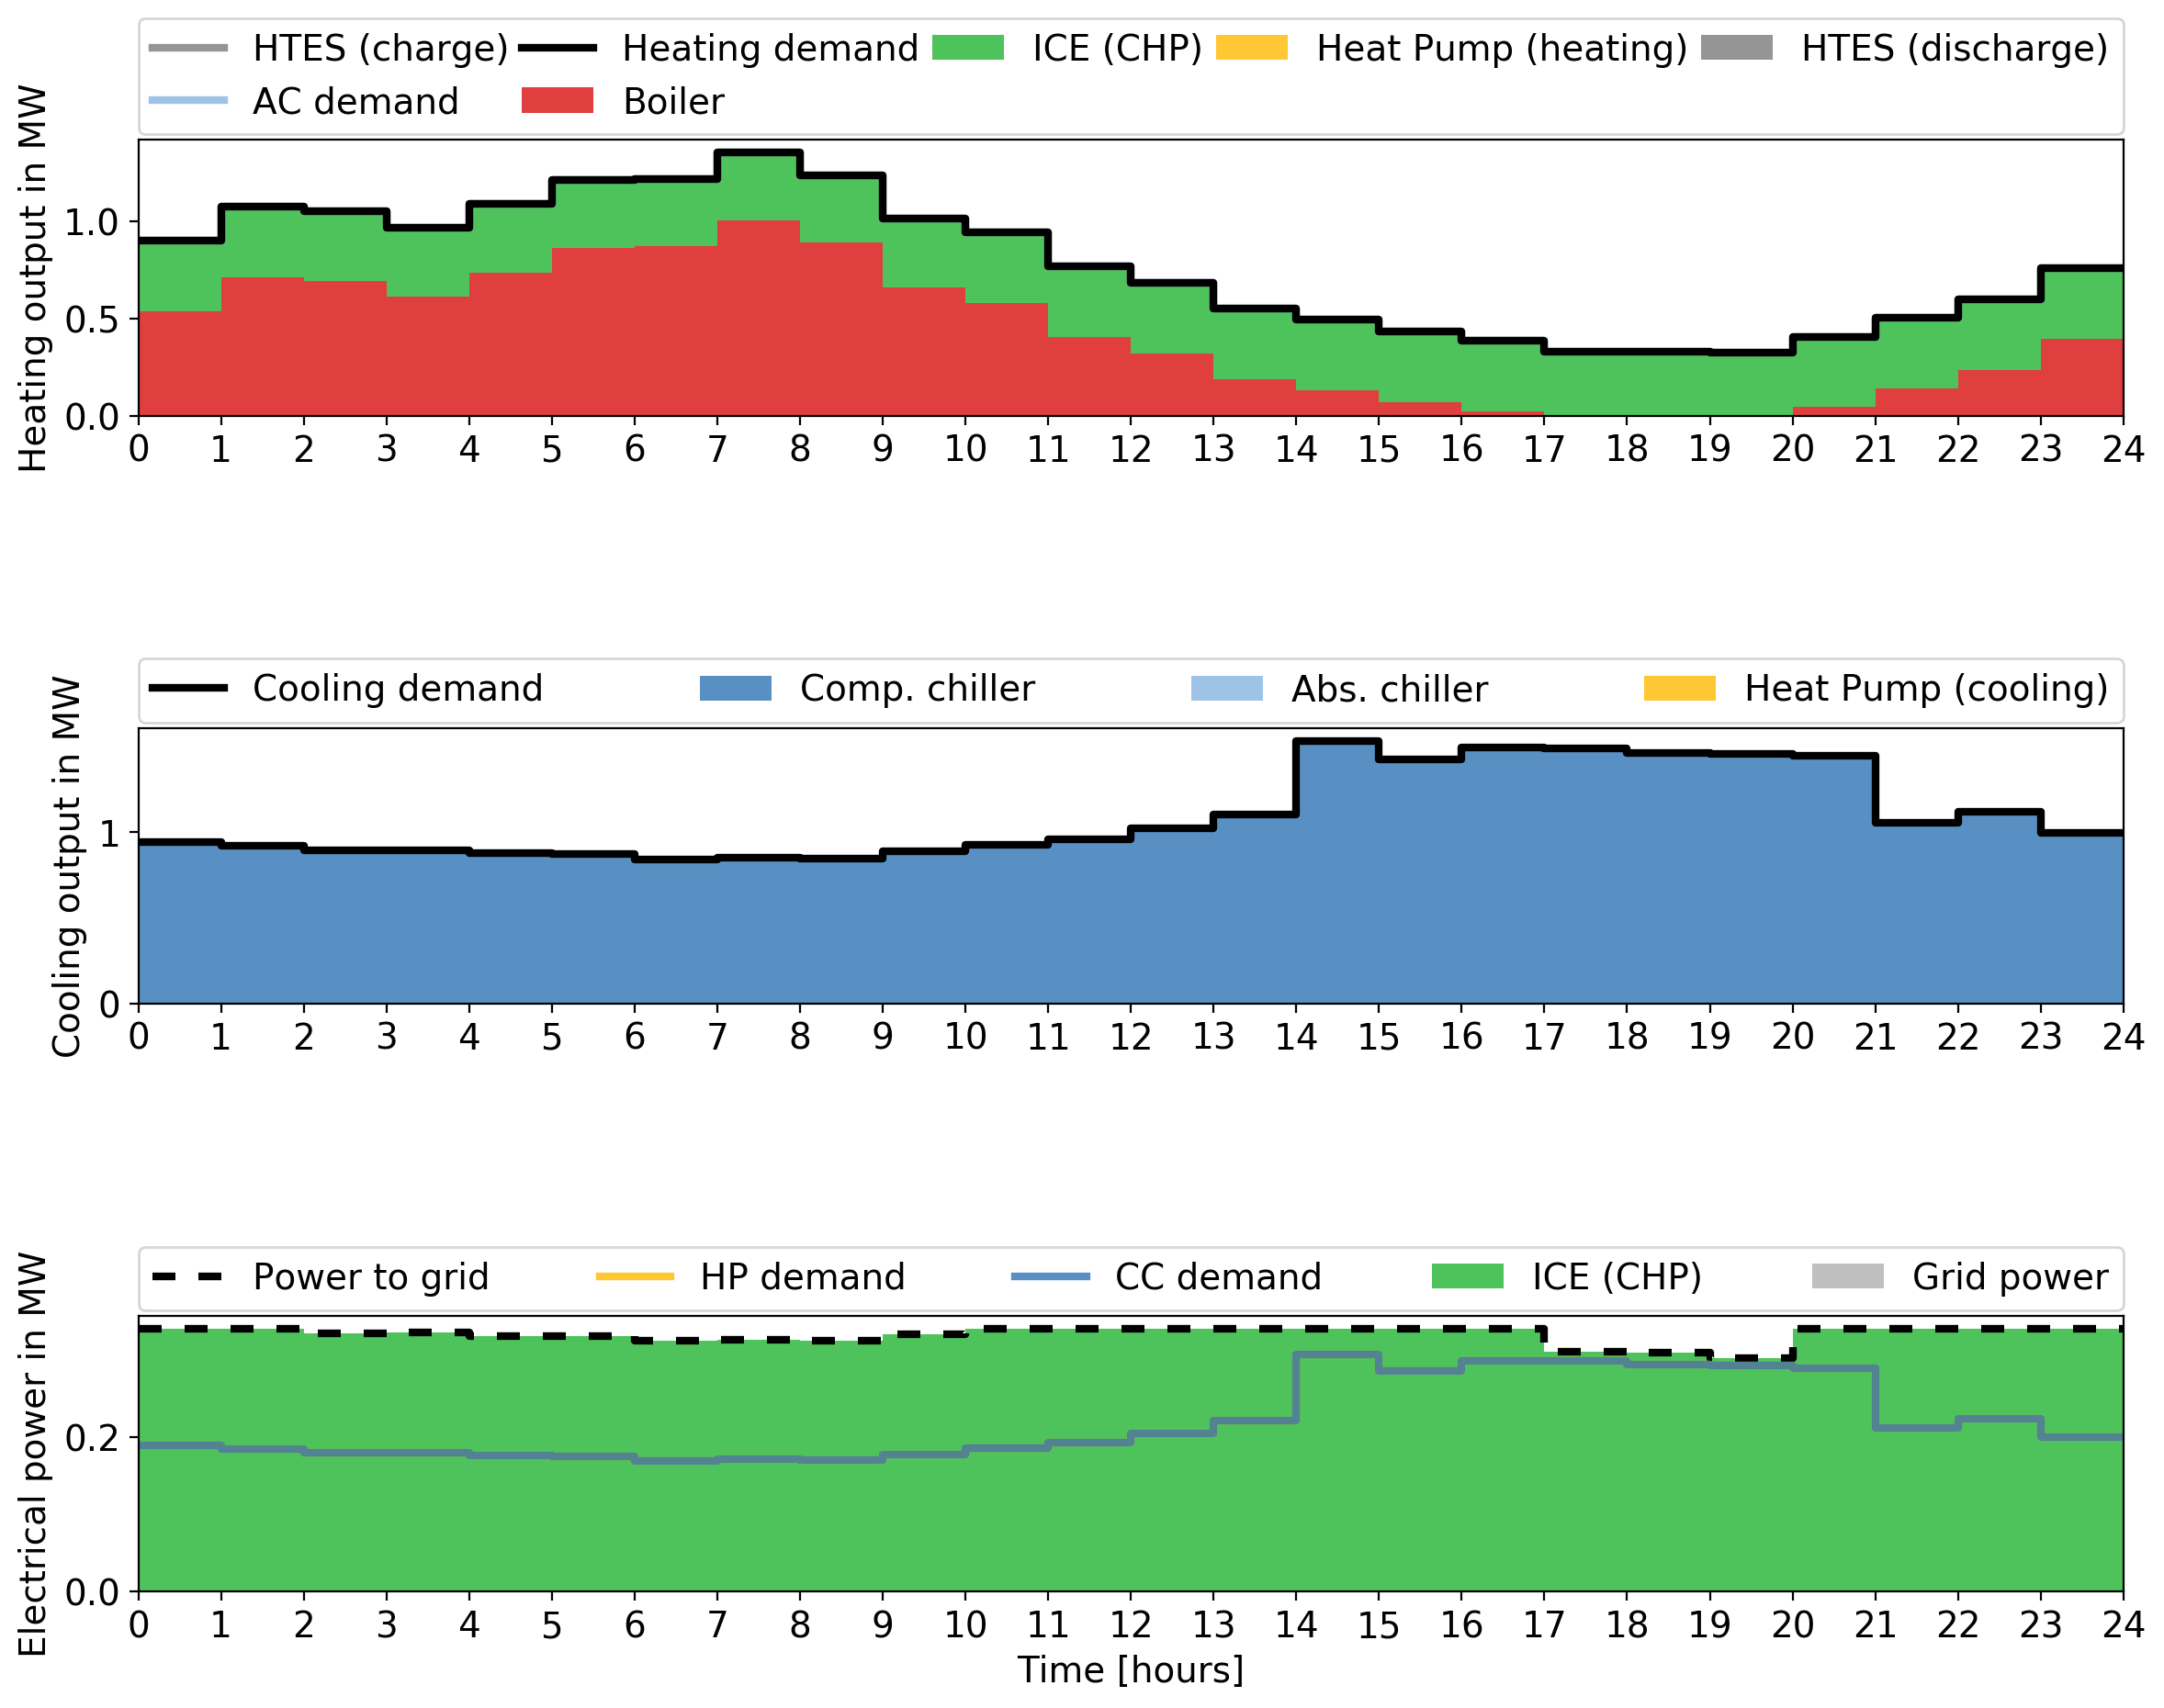 HTES (charge) Heating demand ICE (CHP) Heat Pump (heating) HTES (discharge)
AC demand Boiler
Heating output in MW
1.0
0.5
0.0
0 1 2 3 4 5 6 7 8 9 10 11 12 13 14 15 16 17 18 19 20 21 22 23 24
Cooling demand Comp. chiller Abs. chiller Heat Pump (cooling)
Cooling output in MW
1
0
0 1 2 3 4 5 6 7 8 9 10 11 12 13 14 15 16 17 18 19 20 21 22 23 24
Power to grid HP demand CC demand ICE (CHP) Grid power
Electrical power in MW
0.2
0.0
0 1 2 3 4 5 6 7 8 9 10 11 12 13 14 15 16 17 18 19 20 21 22 23 24
Time [hours]